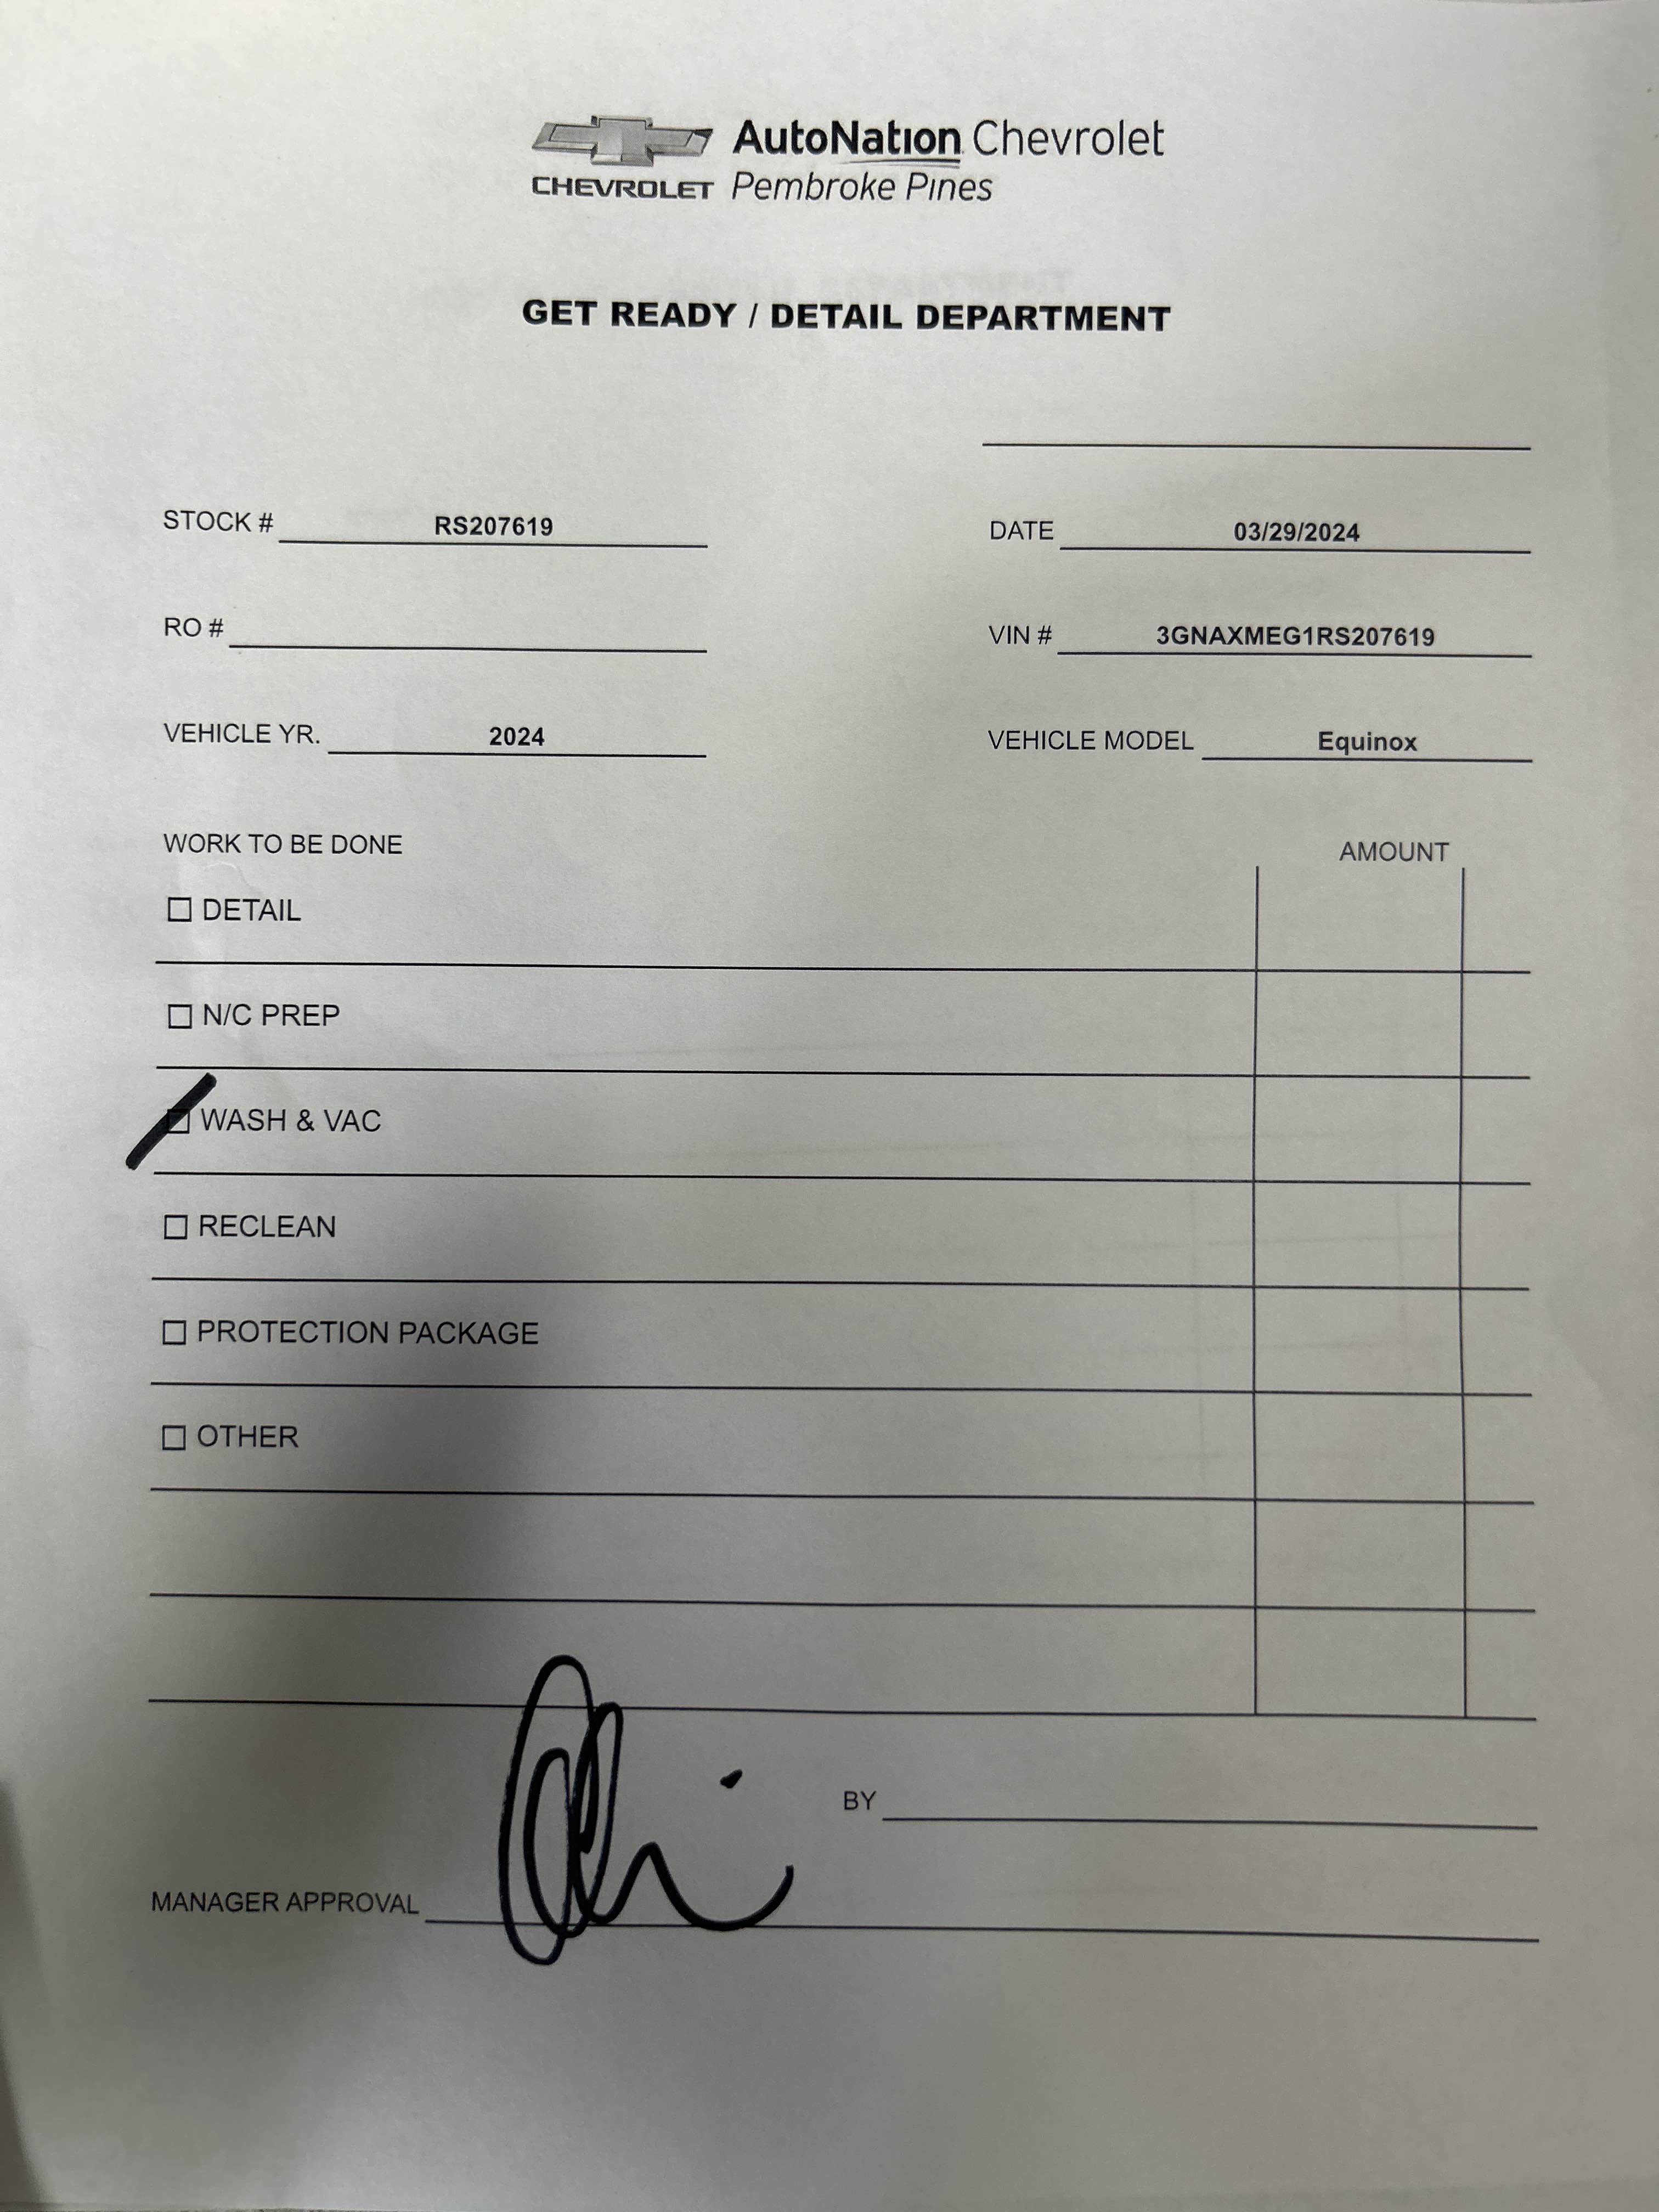 AutoNation Chevrolet
CHEVROLET Pembroke Pines
GET READY / DETAIL DEPARTMENT
STOCK # RS207619 DATE 03/29/2024
RO # VIN # 3GNAXMEG1RS207619
VEHICLE YR. 2024 VEHICLE MODEL Equinox
WORK TO BE DONE AMOUNT
DETAIL
N/C PREP
WASH & VAC
RECLEAN
PROTECTION PACKAGE
OTHER
BY
MANAGER APPROVAL